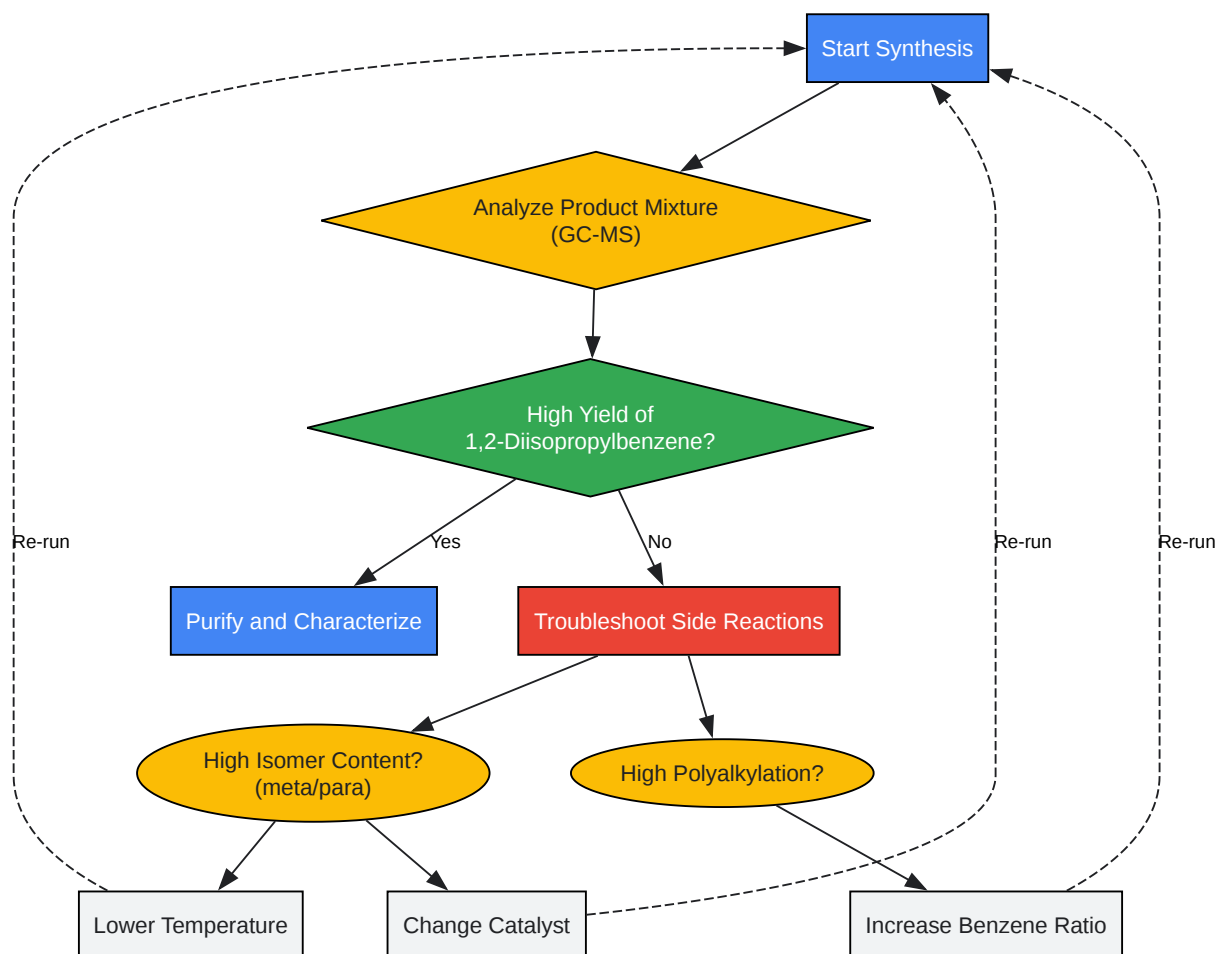 Start Synthesis
Analyze Product Mixture
(GC-MS)
High Yield of
1,2-Diisopropylbenzene?
Re-run
Yes
No
Re-run
Re-run
Purify and Characterize
Troubleshoot Side Reactions
High Isomer Content?
(meta/para)
High Polyalkylation?
Lower Temperature
Change Catalyst
Increase Benzene Ratio